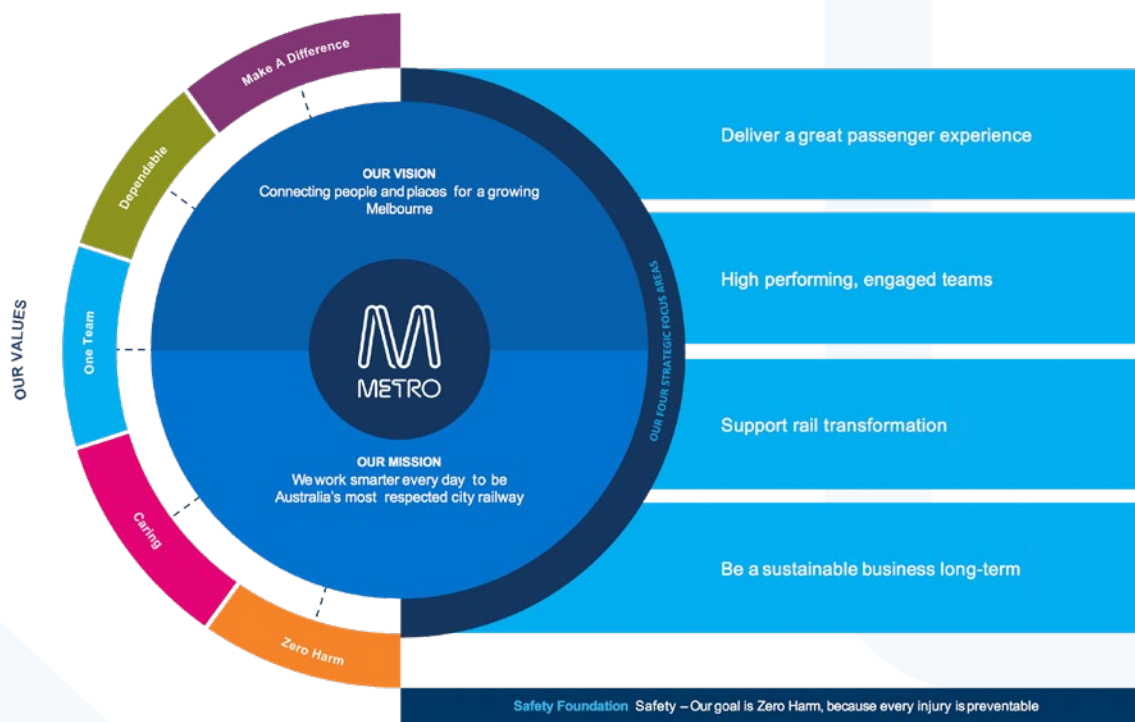 OUR VALUES
Make A Difference
Dependable
One Team
Caring
Zero Harm
OUR VISION
Connecting people and places for a growing
Melbourne
METRO
OUR MISSION
We work smarter every day to be
Australia's most respected city railway
OUR FOUR STRATEGIC FOCUS AREAS
Deliver a great passenger experience
High performing, engaged teams
Support rail transformation
Be a sustainable business long-term
Safety Foundation Safety – Our goal is Zero Harm, because every injury is preventable